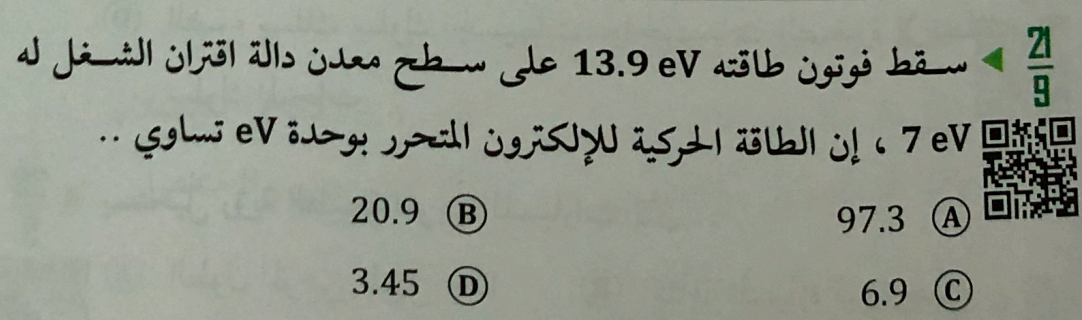 21
9
◀ سقط فوتون طاقته 13.9 eV على سطح معدن دالة اقتران الشغل له
7 eV ، إن الطاقة الحركية للإلكترون المتحرر بوحدة eV تساوي ..
A 97.3 B 20.9
C 6.9 D 3.45